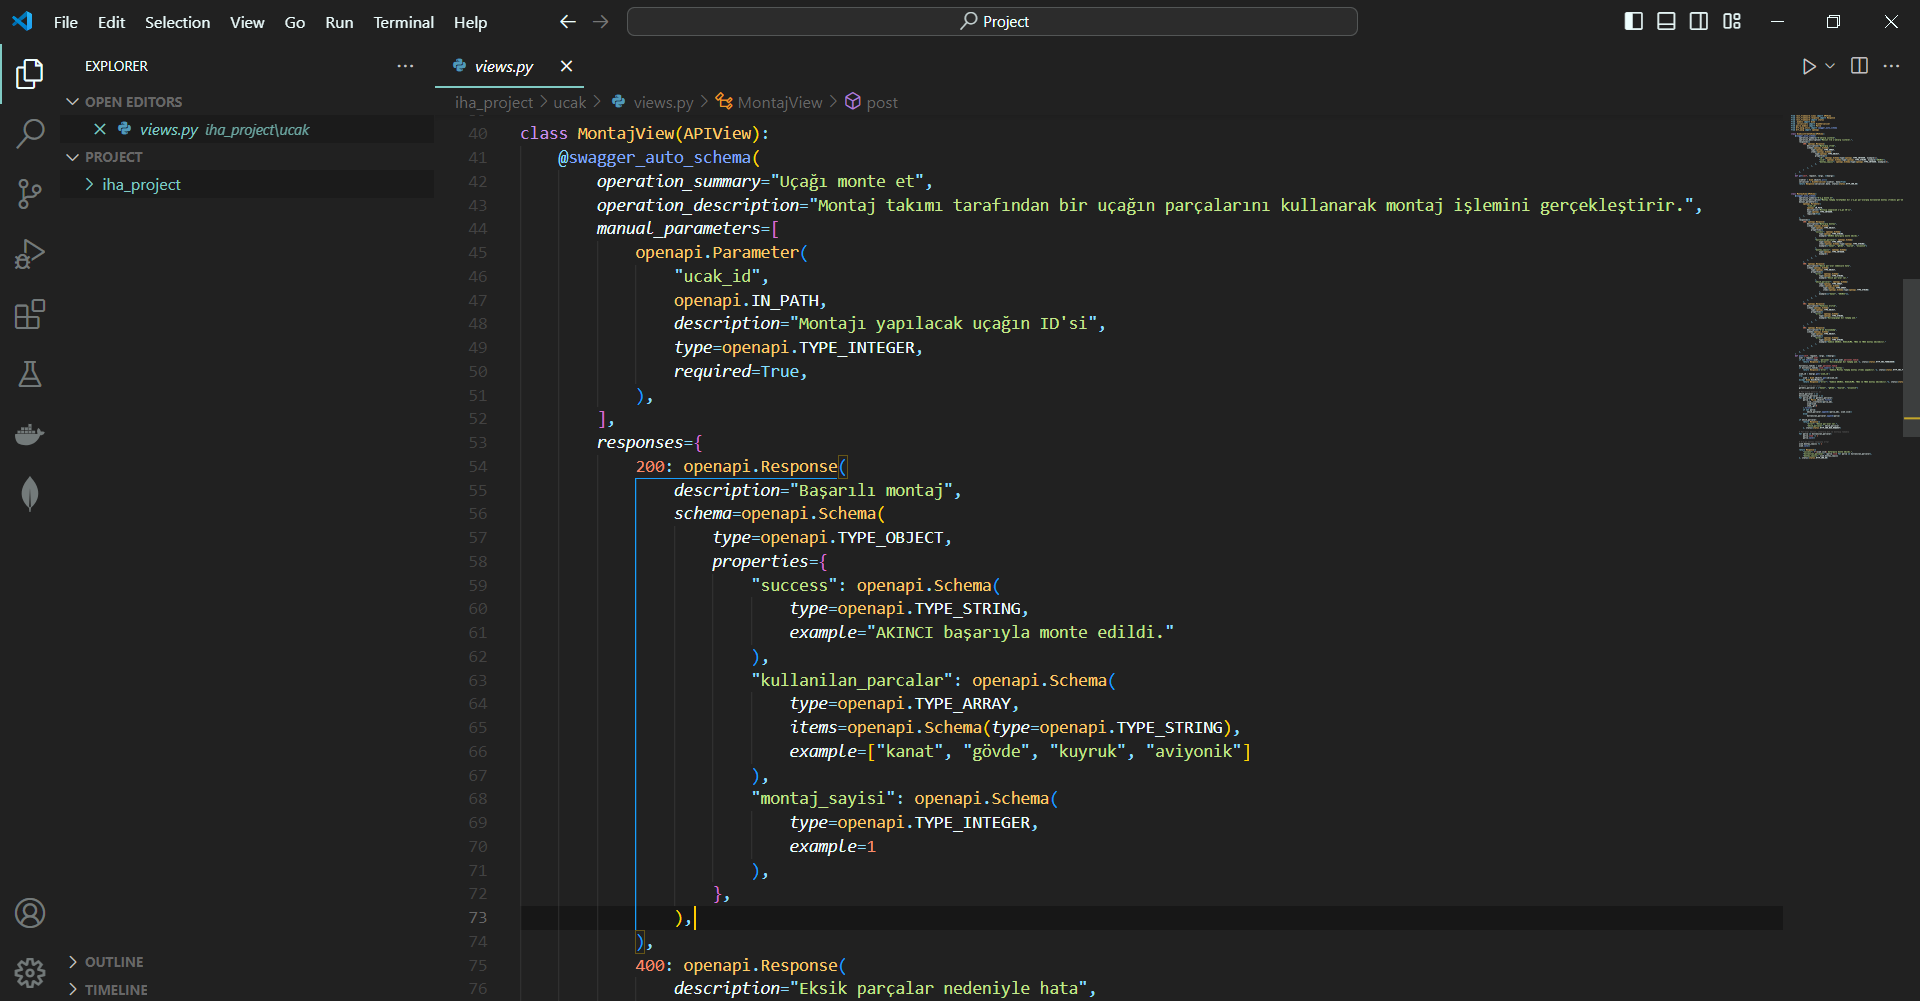 File Edit Selection View Go Run Terminal Help
Project
EXPLORER
OPEN EDITORS
views.py iha_project\ucak
PROJECT
iha_project
OUTLINE
TIMELINE
views.py
iha_project ucak views.py MontajView post
40 class MontajView(APIView):
41 @swagger_auto_schema(
42 operation_summary="Uçağı monte et",
43 operation_description="Montaj takımı tarafından bir uçağın parçalarını kullanarak montaj işlemini gerçekleştirir.",
44 manual_parameters=[
45 openapi.Parameter(
46 "ucak_id",
47 openapi.IN_PATH,
48 description="Montajı yapılacak uçağın ID'si",
49 type=openapi.TYPE_INTEGER,
50 required=True,
51 ),
52 ],
53 responses={
54 200: openapi.Response(
55 description="Başarılı montaj",
56 schema=openapi.Schema(
57 type=openapi.TYPE_OBJECT,
58 properties={
59 "success": openapi.Schema(
60 type=openapi.TYPE_STRING,
61 example="AKINCI başarıyla monte edildi."
62 ),
63 "kullanilan_parcalar": openapi.Schema(
64 type=openapi.TYPE_ARRAY,
65 items=openapi.Schema(type=openapi.TYPE_STRING),
66 example=["kanat", "gövde", "kuyruk", "aviyonik"]
67 ),
68 "montaj_sayisi": openapi.Schema(
69 type=openapi.TYPE_INTEGER,
70 example=1
71 ),
72 },
73 ),
74 ),
75 400: openapi.Response(
76 description="Eksik parçalar nedeniyle hata",